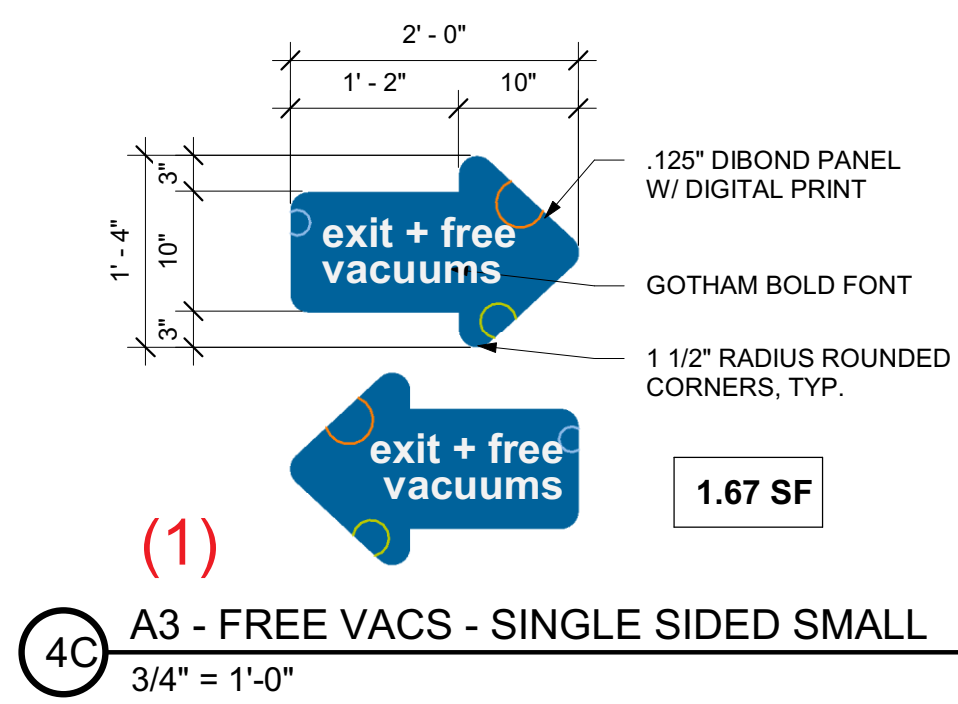 2' - 0"
1' - 2"
10"
3"
1' - 4"
10"
3"
exit + free
vacuums
.125" DIBOND PANEL
W/ DIGITAL PRINT
GOTHAM BOLD FONT
1 1/2" RADIUS ROUNDED
CORNERS, TYP.
exit + free
vacuums
1.67 SF
(1)
4C
A3 - FREE VACS - SINGLE SIDED SMALL
3/4" = 1'-0"